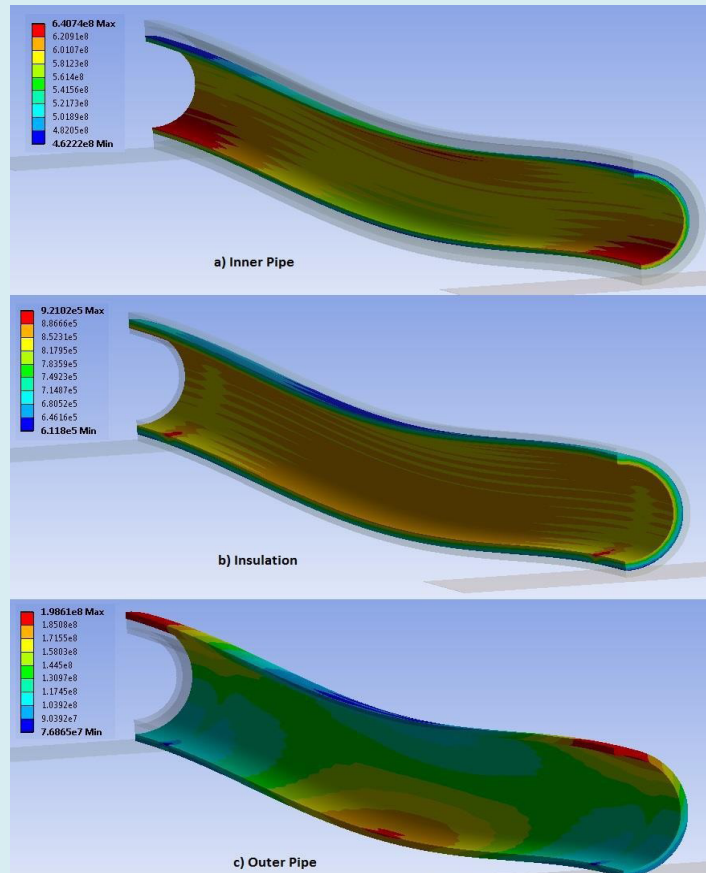 6.4074e8 Max
6.2091e8
6.0107e8
5.8123e8
5.614e8
5.4156e8
5.2173e8
5.0189e8
4.8205e8
4.6222e8 Min
a) Inner Pipe
9.2102e5 Max
8.8666e5
8.5231e5
8.1795e5
7.8359e5
7.4923e5
7.1487e5
6.8052e5
6.4616e5
6.118e5 Min
b) Insulation
1.9861e8 Max
1.8508e8
1.7155e8
1.5803e8
1.445e8
1.3097e8
1.1745e8
1.0392e8
9.0392e7
7.6865e7 Min
c) Outer Pipe